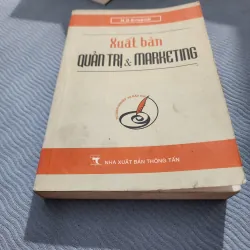 Xuất bản
QUẢN TRỊ & MARKETING
NHÀ XUẤT BẢN THÔNG TẤN